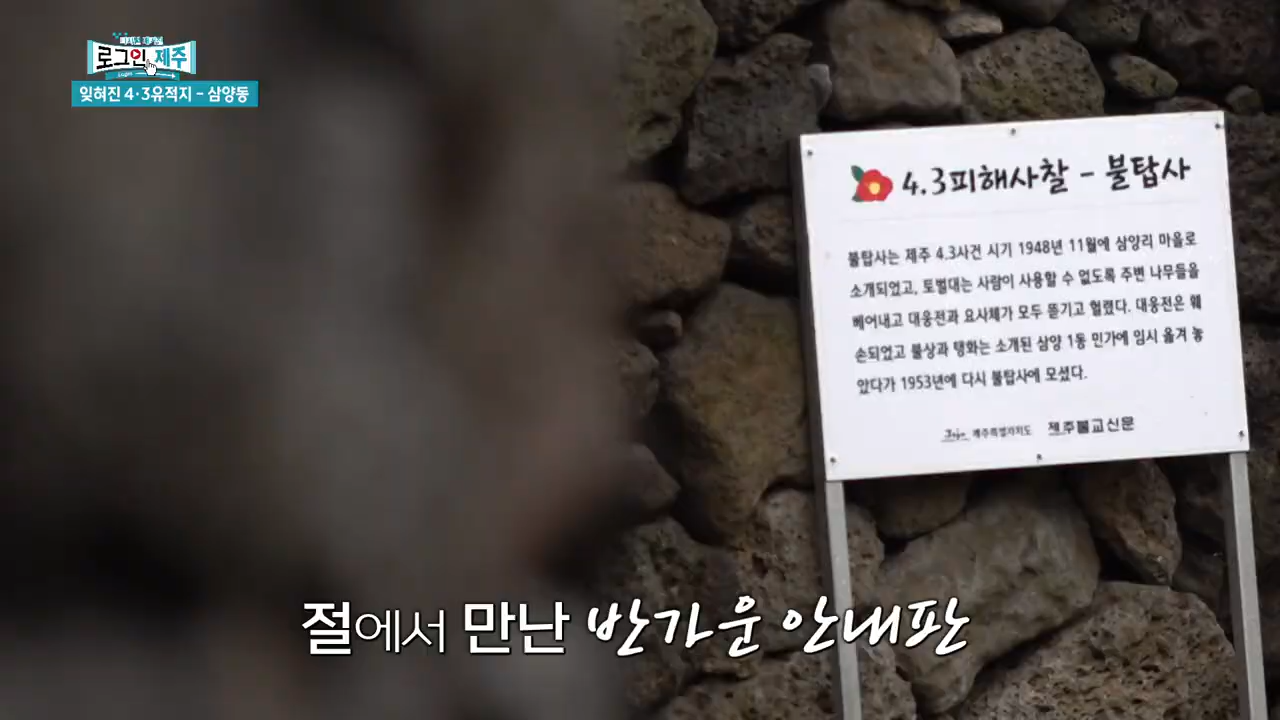 로그인 제주
잊혀진 4·3유적지 - 삼양동
4.3피해사찰 - 불탑사
불탑사는 제주 4.3사건 시기 1948년 11월에 삼양리 마을로
소개되었고, 토벌대는 사람이 사용할 수 없도록 주변 나무들을
베어내고 대웅전과 요사체가 모두 뜯기고 헐렸다. 대웅전은 훼
손되었고 불상과 탱화는 소개된 삼양 1동 민가에 임시 옮겨 놓
았다가 1953년에 다시 불탑사에 모셨다.
Jeju 제주특별자치도 제주불교신문
절에서 만난 반가운 안내판